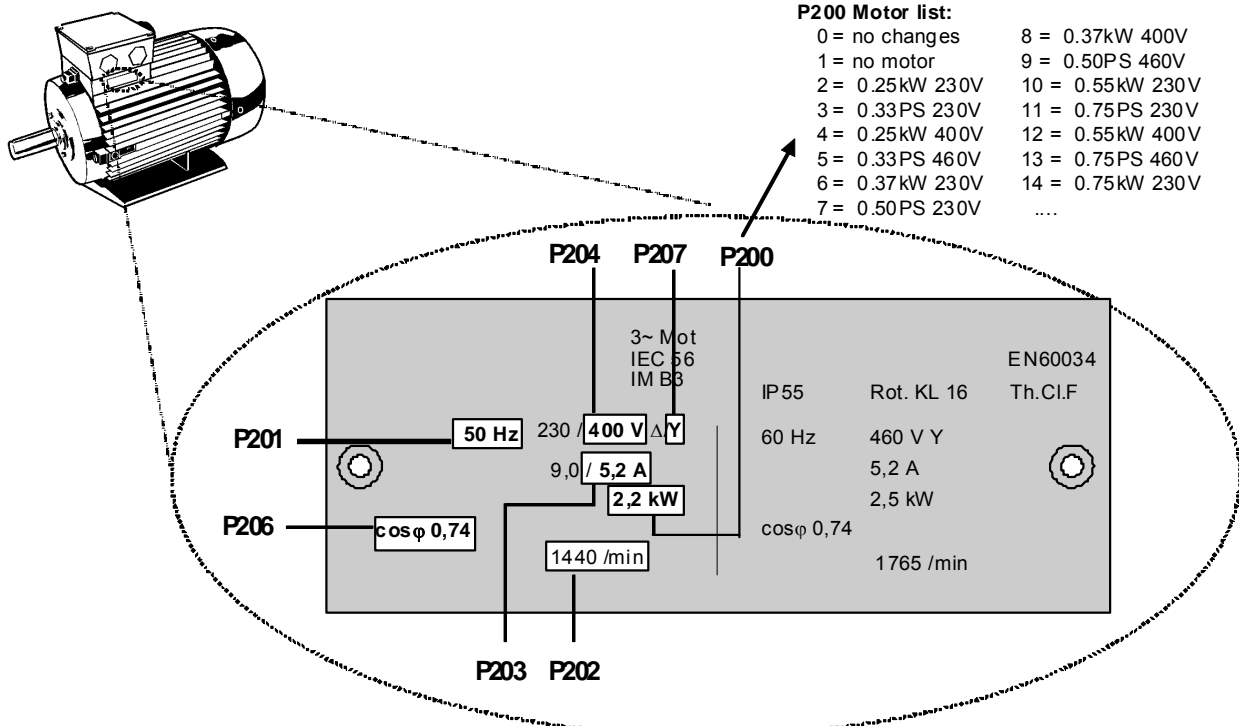 P200 Motor list:
0 = no changes
1 = no motor
2 = 0.25kW 230V
3 = 0.33PS 230V
4 = 0.25kW 400V
5 = 0.33PS 460V
6 = 0.37kW 230V
7 = 0.50PS 230V
8 = 0.37kW 400V
9 = 0.50PS 460V
10 = 0.55kW 230V
11 = 0.75PS 230V
12 = 0.55kW 400V
13 = 0.75PS 460V
14 = 0.75kW 230V
....
P204 P207 P200
3~ Mot
IEC 56
IM B3
EN60034
IP55 Rot. KL 16 Th.Cl.F
P201 50 Hz 230 / 400 V Δ/Y 60 Hz 460 V Y
9,0 / 5,2 A 5,2 A
2,2 kW 2,5 kW
P206 cosφ 0,74 cosφ 0,74
1440 /min 1765 /min
P203 P202